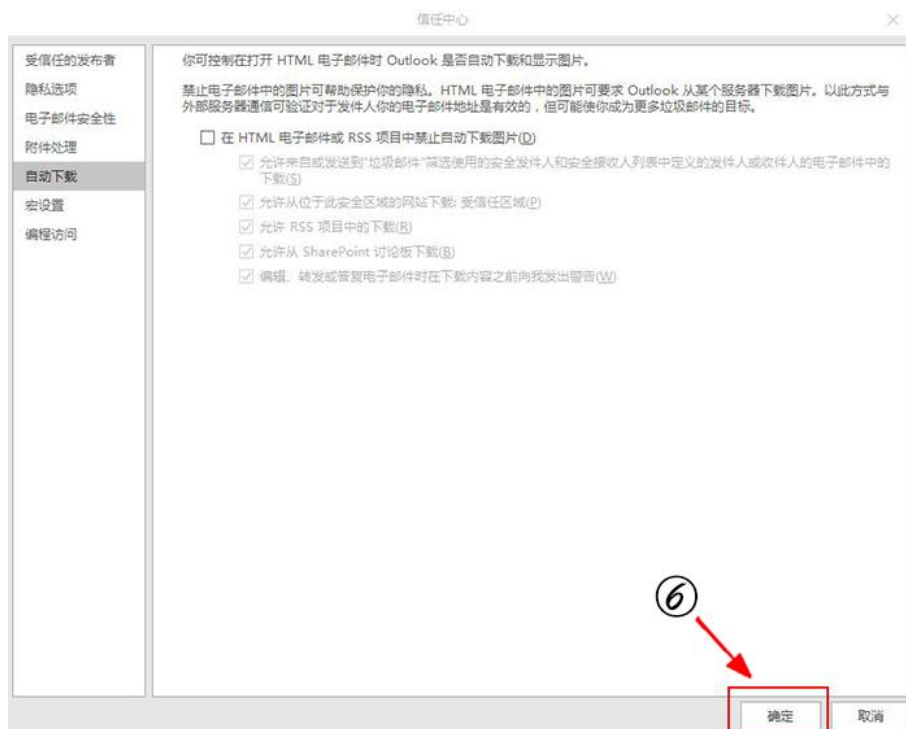 信任中心
受信任的发布者
隐私选项
电子邮件安全性
附件处理
自动下载
宏设置
编程访问
你可控制在打开 HTML 电子邮件时 Outlook 是否自动下载和显示图片。
禁止电子邮件中的图片可帮助保护你的隐私。HTML 电子邮件中的图片可要求 Outlook 从某个服务器下载图片。以此方式与
外部服务器通信可验证对于发件人你的电子邮件地址是有效的，但可能使你成为更多垃圾邮件的目标。
在 HTML 电子邮件或 RSS 项目中禁止自动下载图片(D)
允许来自或发送到"垃圾邮件"筛选使用的安全发件人和安全接收人列表中定义的发件人或收件人的电子邮件中的
下载(S)
允许从位于此安全区域的网站下载: 受信任区域(P)
允许 RSS 项目中的下载(R)
允许从 SharePoint 讨论板下载(B)
编辑、转发或答复电子邮件时在下载内容之前向我发出警告(W)
⑥
确定
取消